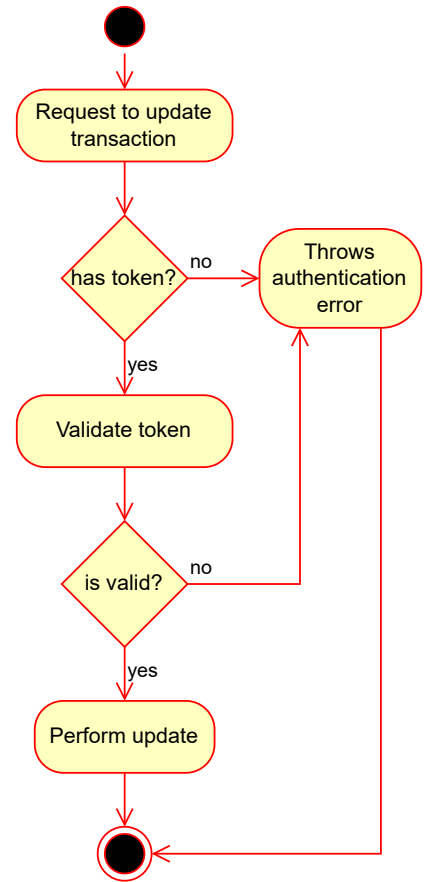 Request to update
transaction
has token?
no
Throws
authentication
error
yes
Validate token
is valid?
no
yes
Perform update